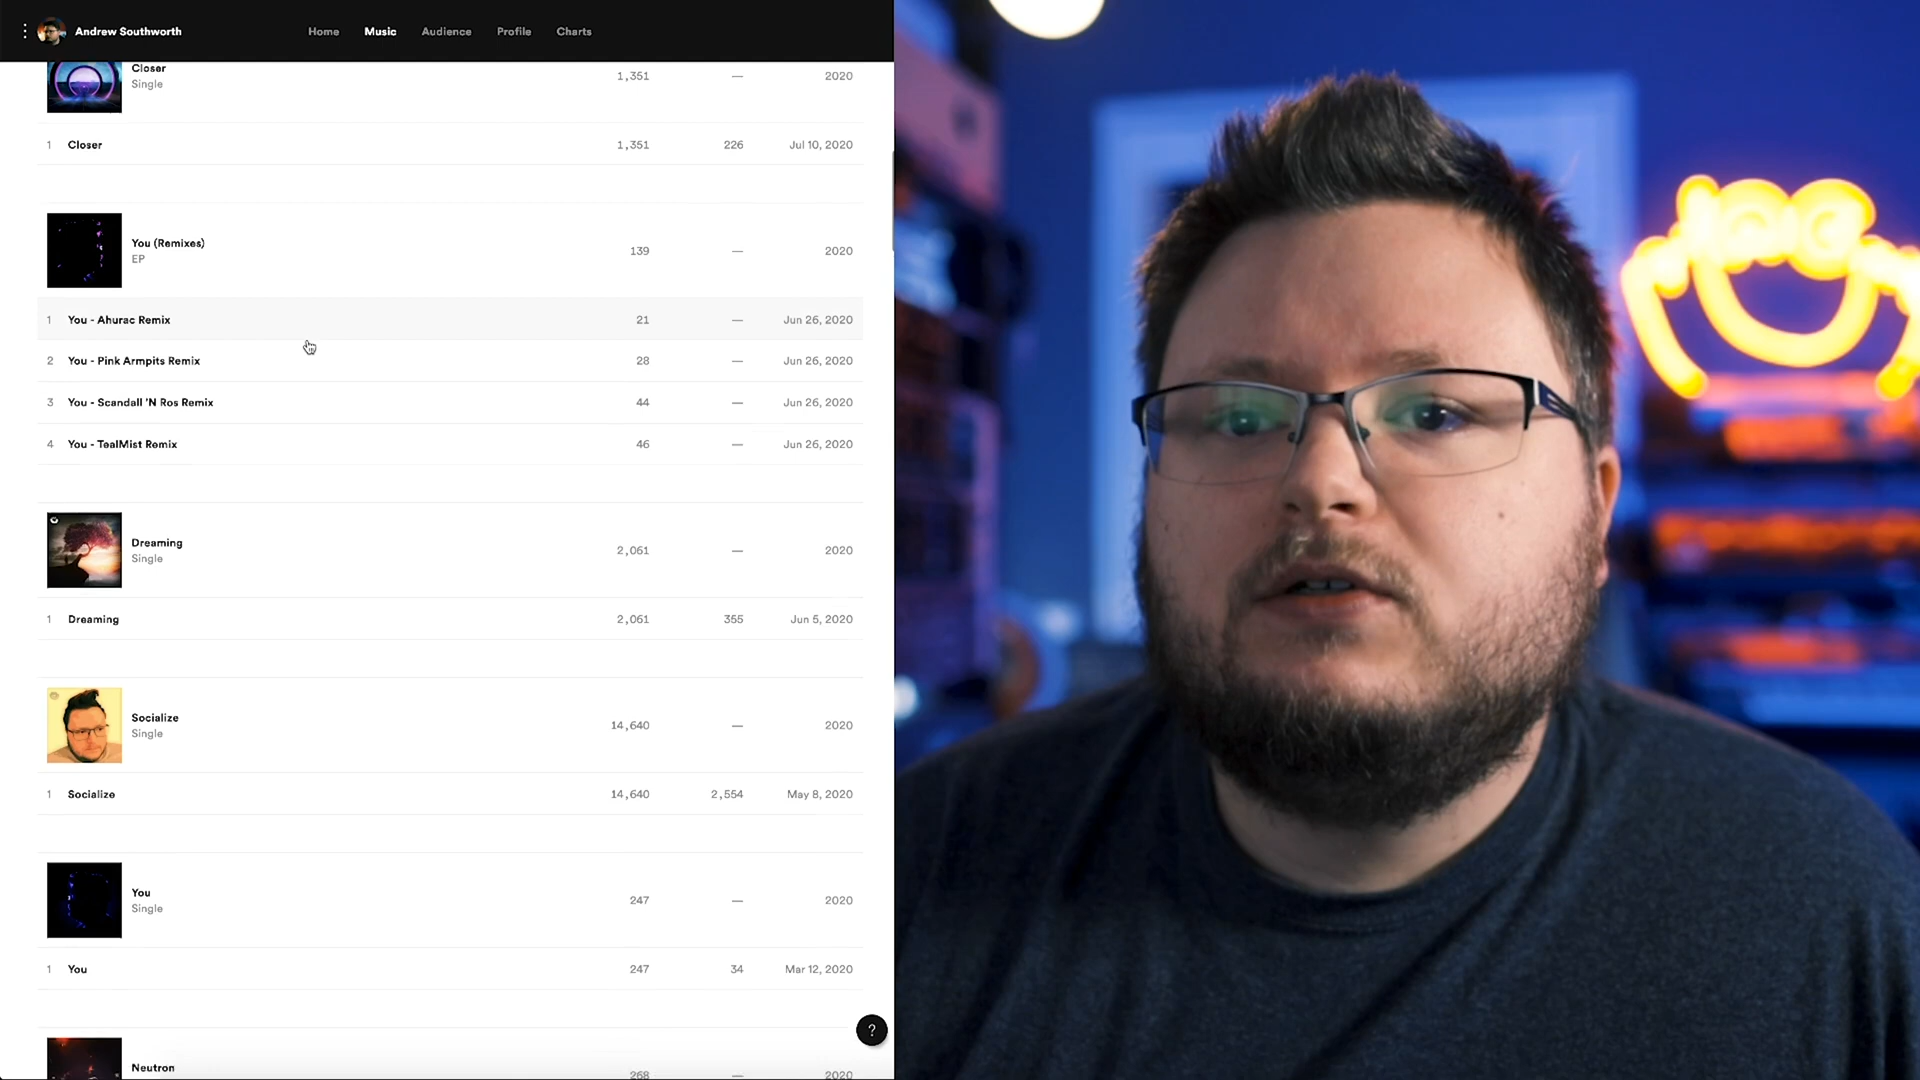 Andrew Southworth
Home Music Audience Profile Charts
Closer
Single
1,351 — 2020
1 Closer 1,351 226 Jul 10, 2020
You (Remixes)
EP
139 — 2020
1 You - Ahurac Remix 21 — Jun 26, 2020
2 You - Pink Armpits Remix 28 — Jun 26, 2020
3 You - Scandall 'N Ros Remix 44 — Jun 26, 2020
4 You - TealMist Remix 46 — Jun 26, 2020
Dreaming
Single
2,061 — 2020
1 Dreaming 2,061 355 Jun 5, 2020
Socialize
Single
14,640 — 2020
1 Socialize 14,640 2,554 May 8, 2020
You
Single
247 — 2020
1 You 247 34 Mar 12, 2020
Neutron
268 — 2020
?